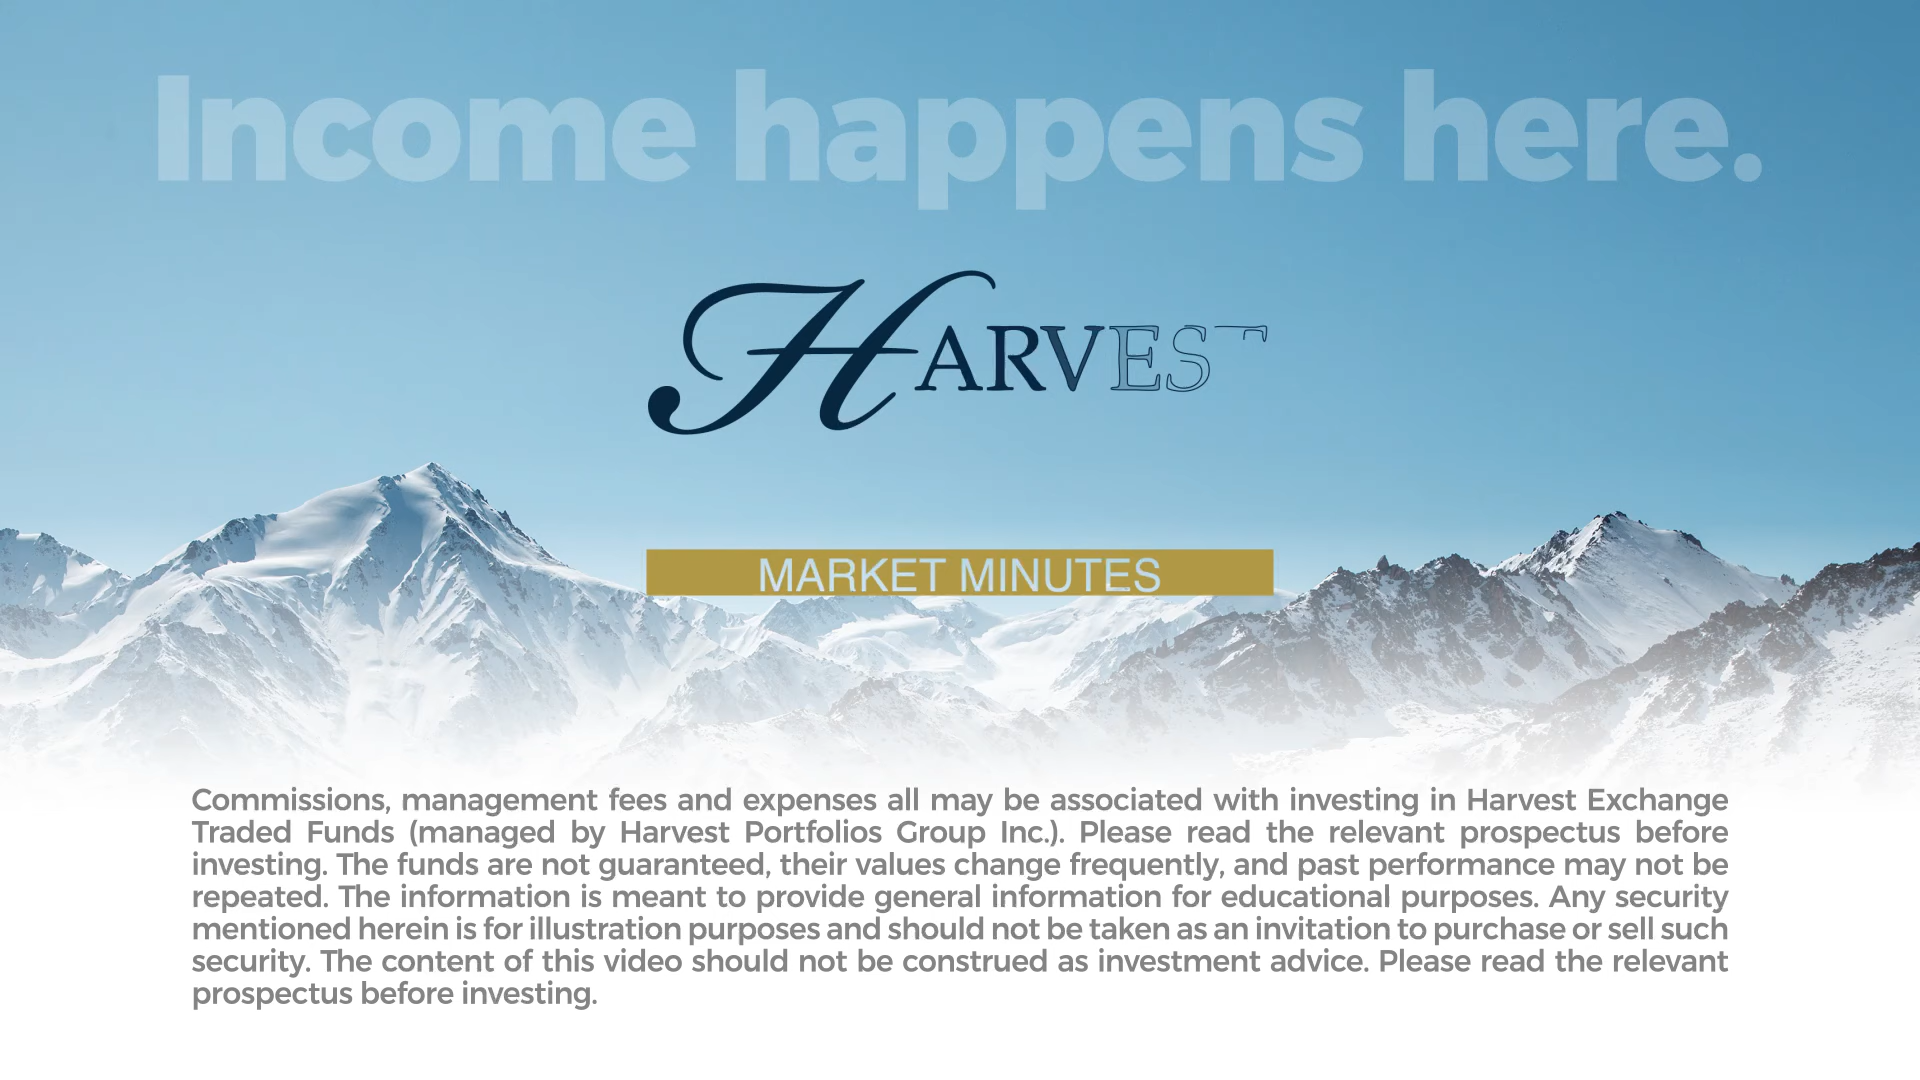 Income happens here.
HARVEST
MARKET MINUTES
Commissions, management fees and expenses all may be associated with investing in Harvest Exchange
Traded Funds (managed by Harvest Portfolios Group Inc.). Please read the relevant prospectus before
investing. The funds are not guaranteed, their values change frequently, and past performance may not be
repeated. The information is meant to provide general information for educational purposes. Any security
mentioned herein is for illustration purposes and should not be taken as an invitation to purchase or sell such
security. The content of this video should not be construed as investment advice. Please read the relevant
prospectus before investing.